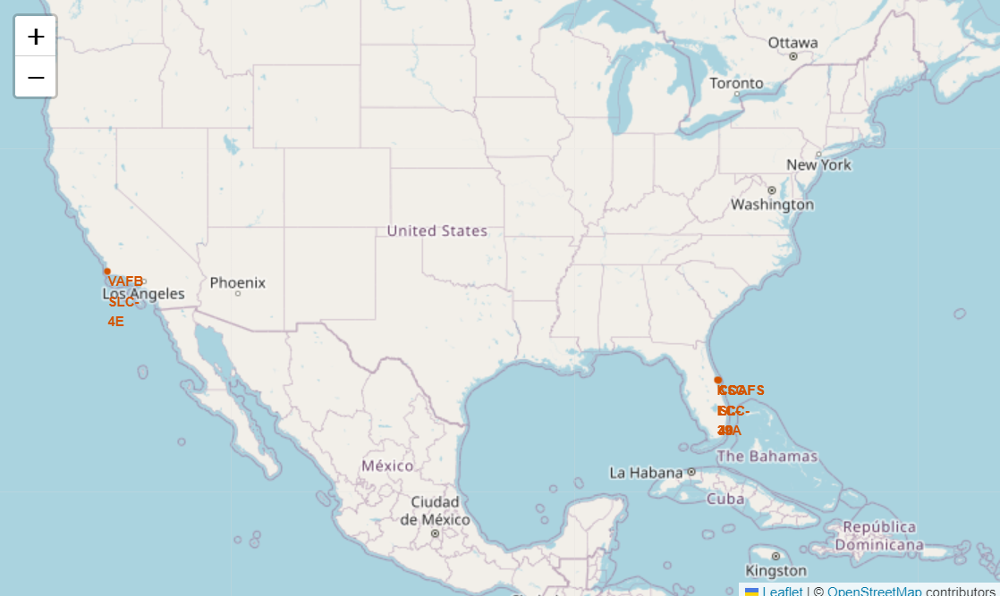 +
−
Ottawa
Toronto
New York
Washington
United States
VAFB
SLC-
4E
Los Angeles
Phoenix
The Bahamas
México
La Habana
Cuba
Ciudad
de México
República
Dominicana
Kingston
Leaflet | © OpenStreetMap contributors